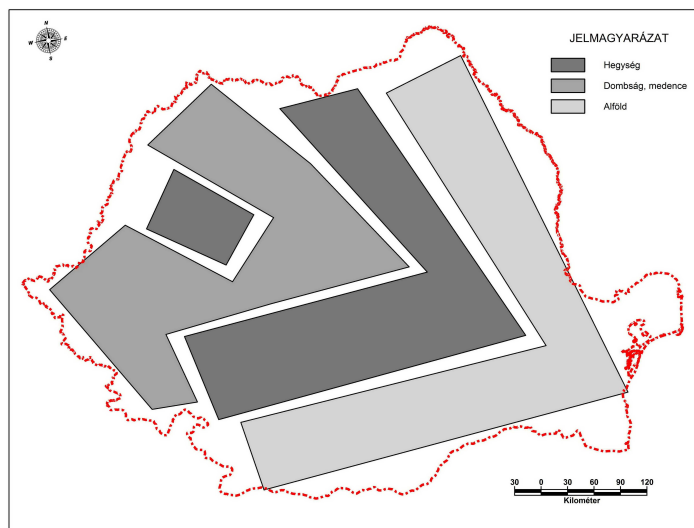 N
W E
S
JELMAGYARÁZAT
Hegység
Dombság, medence
Alföld
30 0 30 60 90 120
Kilométer